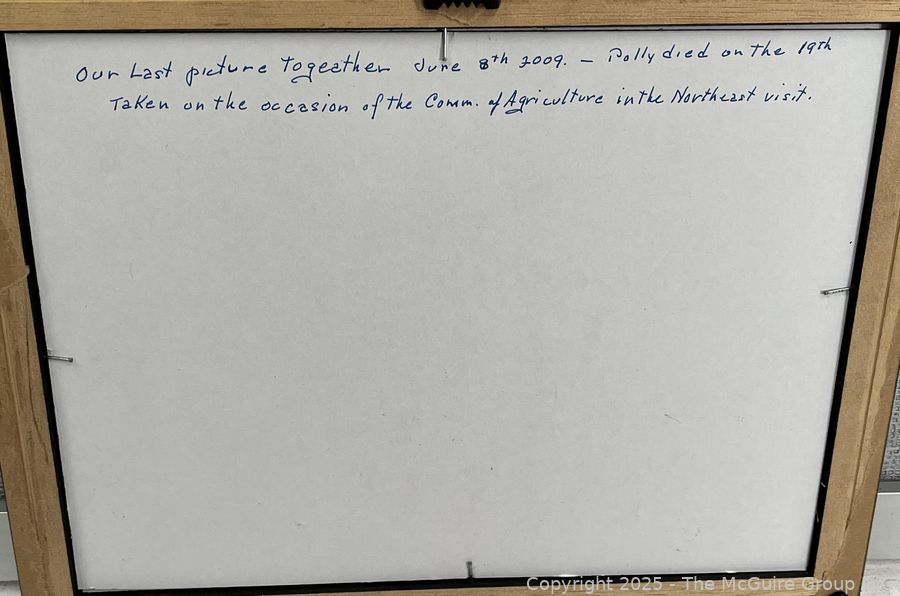 Our Last picture Togeather June 8th 2009. — Polly died on the 19th
Taken on the occasion of the Comm. of Agriculture in the Northeast visit.
Copyright 2025 - The McGuire Group